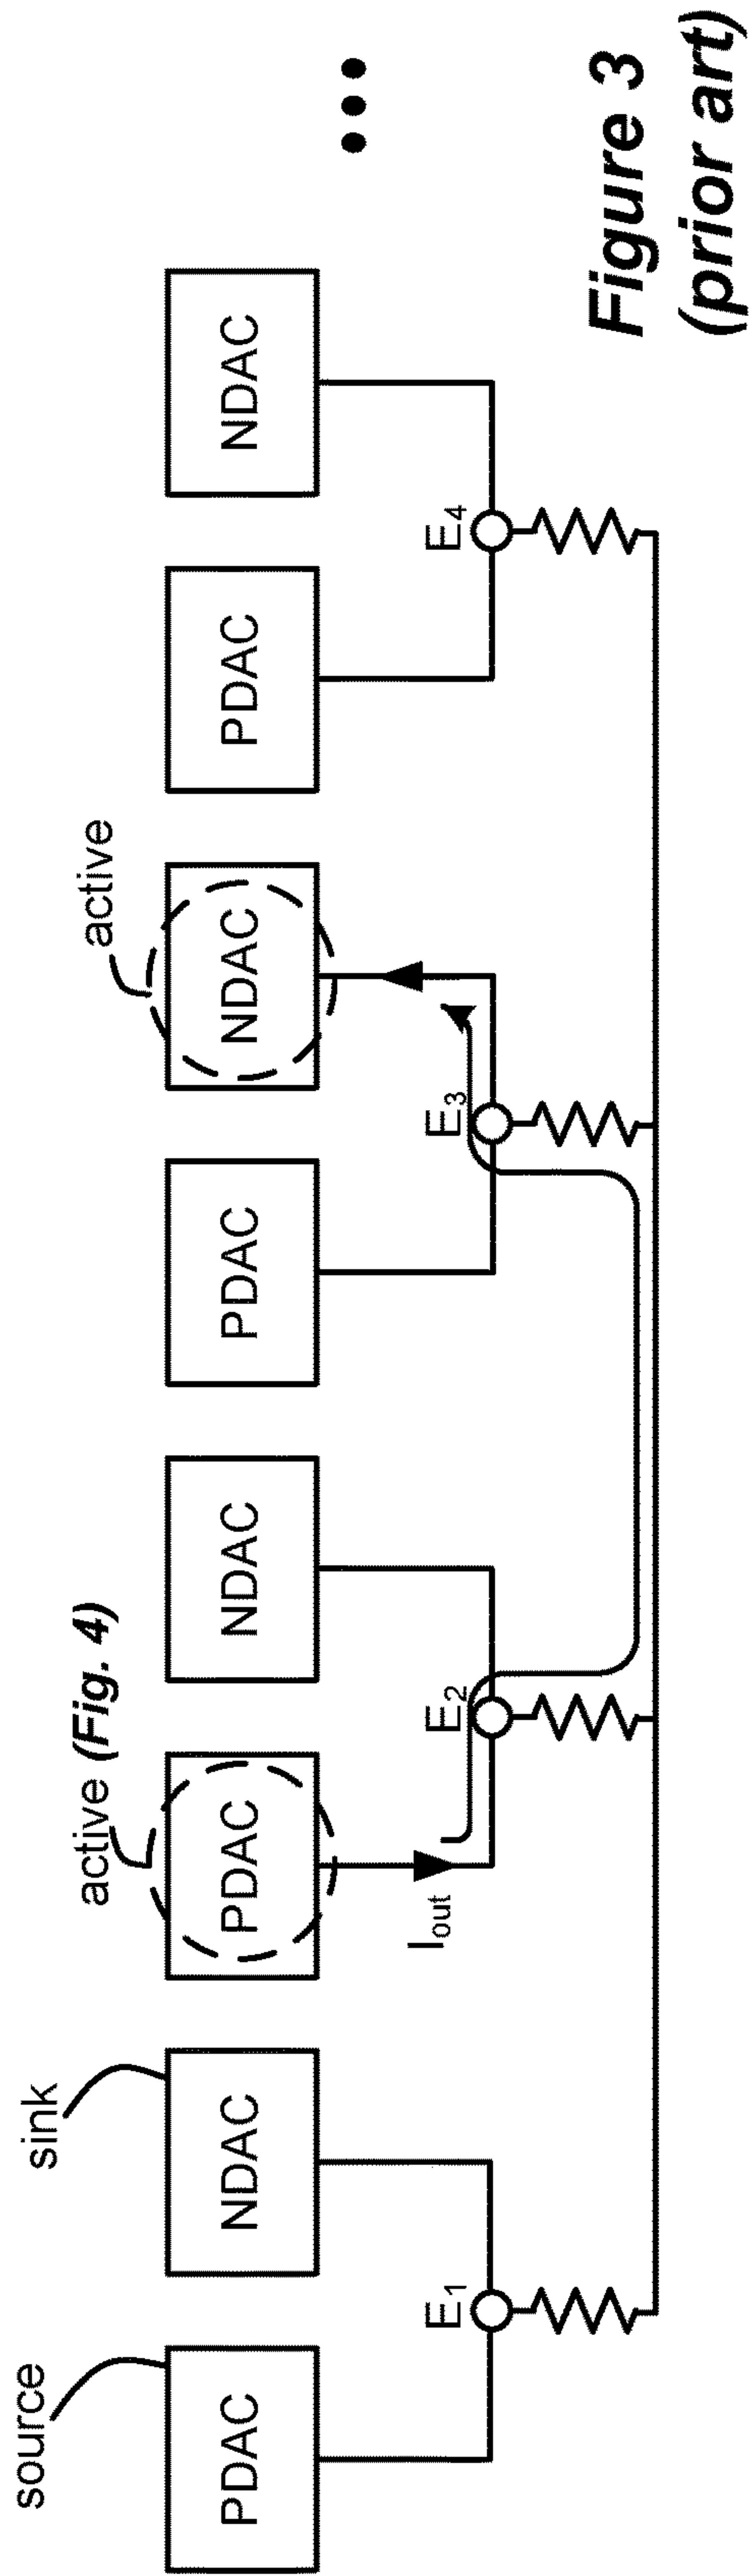 source
sink
active (Fig. 4)
active
PDAC
NDAC
PDAC
NDAC
PDAC
NDAC
PDAC
NDAC
Iout
E1
E2
E3
E4
Figure 3
(prior art)